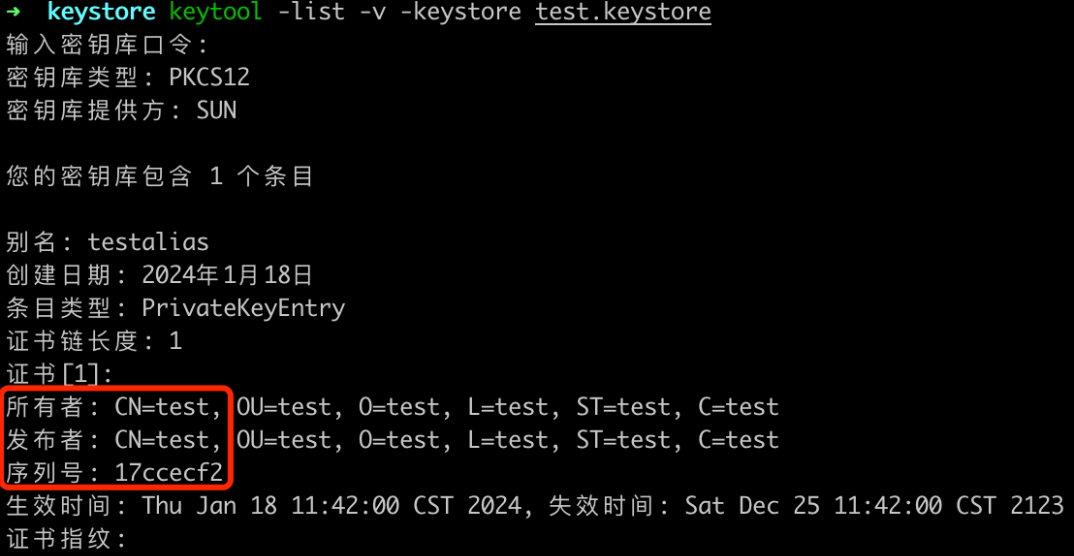 → keystore keytool -list -v -keystore test.keystore
输入密钥库口令:
密钥库类型: PKCS12
密钥库提供方: SUN
您的密钥库包含 1 个条目
别名: testalias
创建日期: 2024年1月18日
条目类型: PrivateKeyEntry
证书链长度: 1
证书[1]:
所有者: CN=test, OU=test, O=test, L=test, ST=test, C=test
发布者: CN=test, OU=test, O=test, L=test, ST=test, C=test
序列号: 17ccecf2
生效时间: Thu Jan 18 11:42:00 CST 2024, 失效时间: Sat Dec 25 11:42:00 CST 2123
证书指纹: